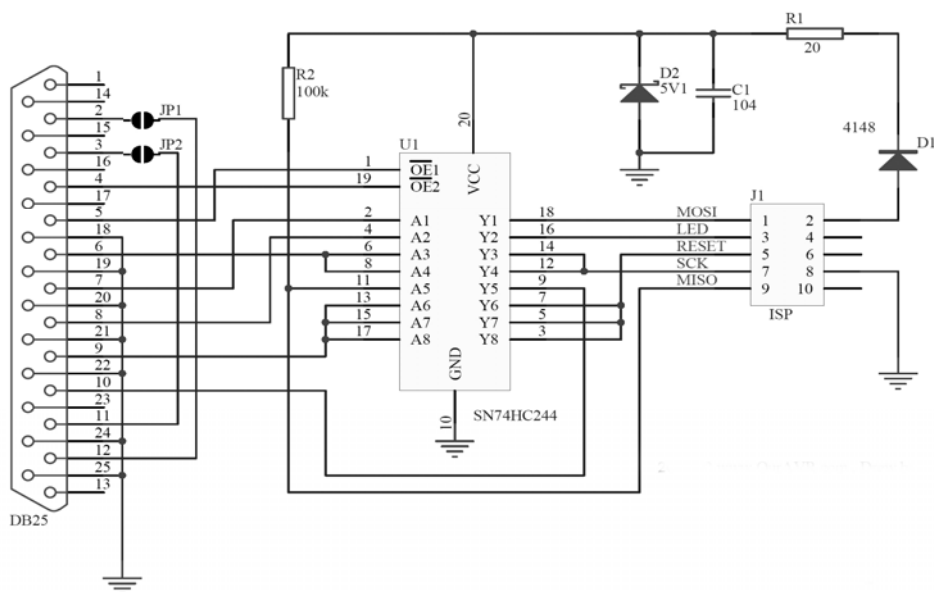 1
14
2
15
3
16
4
17
5
18
6
19
7
20
8
21
9
22
10
23
11
24
12
25
13
DB25
JP1
JP2
R2
100k
U1
SN74HC244
VCC
20
GND
10
1 OE1
19 OE2
2 A1 Y1 18
4 A2 Y2 16
6 A3 Y3 14
8 A4 Y4 12
11 A5 Y5 9
13 A6 Y6 7
15 A7 Y7 5
17 A8 Y8 3
D2
5V1
C1
104
R1
20
4148
D1
J1
MOSI 1 2
LED 3 4
RESET 5 6
SCK 7 8
MISO 9 10
ISP